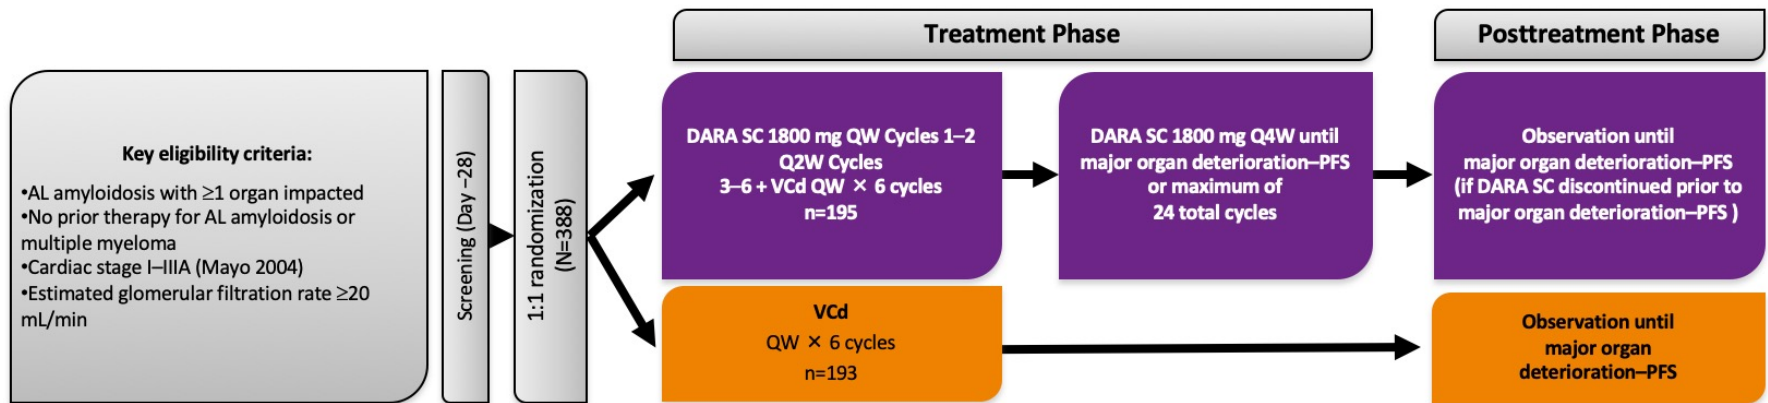 Treatment Phase
Posttreatment Phase
Key eligibility criteria:
•AL amyloidosis with ≥1 organ impacted
•No prior therapy for AL amyloidosis or
multiple myeloma
•Cardiac stage I–IIIA (Mayo 2004)
•Estimated glomerular filtration rate ≥20
mL/min
Screening (Day –28)
1:1 randomization
(N=388)
DARA SC 1800 mg QW Cycles 1–2
Q2W Cycles
3–6 + VCd QW × 6 cycles
n=195
DARA SC 1800 mg Q4W until
major organ deterioration–PFS
or maximum of
24 total cycles
Observation until
major organ deterioration–PFS
(if DARA SC discontinued prior to
major organ deterioration–PFS )
VCd
QW × 6 cycles
n=193
Observation until
major organ
deterioration–PFS